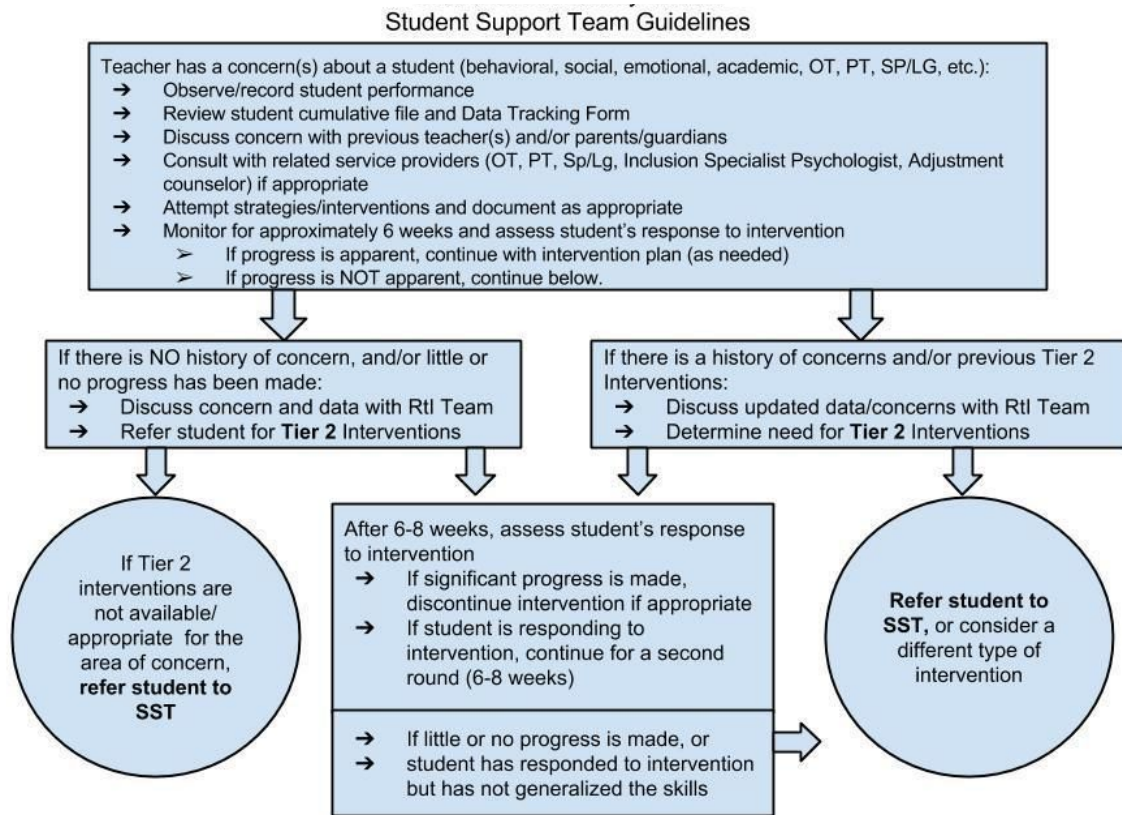 Student Support Team Guidelines
Teacher has a concern(s) about a student (behavioral, social, emotional, academic, OT, PT, SP/LG, etc.):
➔ Observe/record student performance
➔ Review student cumulative file and Data Tracking Form
➔ Discuss concern with previous teacher(s) and/or parents/guardians
➔ Consult with related service providers (OT, PT, Sp/Lg, Inclusion Specialist Psychologist, Adjustment
counselor) if appropriate
➔ Attempt strategies/interventions and document as appropriate
➔ Monitor for approximately 6 weeks and assess student's response to intervention
➢ If progress is apparent, continue with intervention plan (as needed)
➢ If progress is NOT apparent, continue below.
If there is NO history of concern, and/or little or
no progress has been made:
➔ Discuss concern and data with RtI Team
➔ Refer student for Tier 2 Interventions
If there is a history of concerns and/or previous Tier 2
Interventions:
➔ Discuss updated data/concerns with RtI Team
➔ Determine need for Tier 2 Interventions
If Tier 2
interventions are
not available/
appropriate for the
area of concern,
refer student to
SST
After 6-8 weeks, assess student's response
to intervention
➔ If significant progress is made,
discontinue intervention if appropriate
➔ If student is responding to
intervention, continue for a second
round (6-8 weeks)
➔ If little or no progress is made, or
➔ student has responded to intervention
but has not generalized the skills
Refer student to
SST, or consider a
different type of
intervention